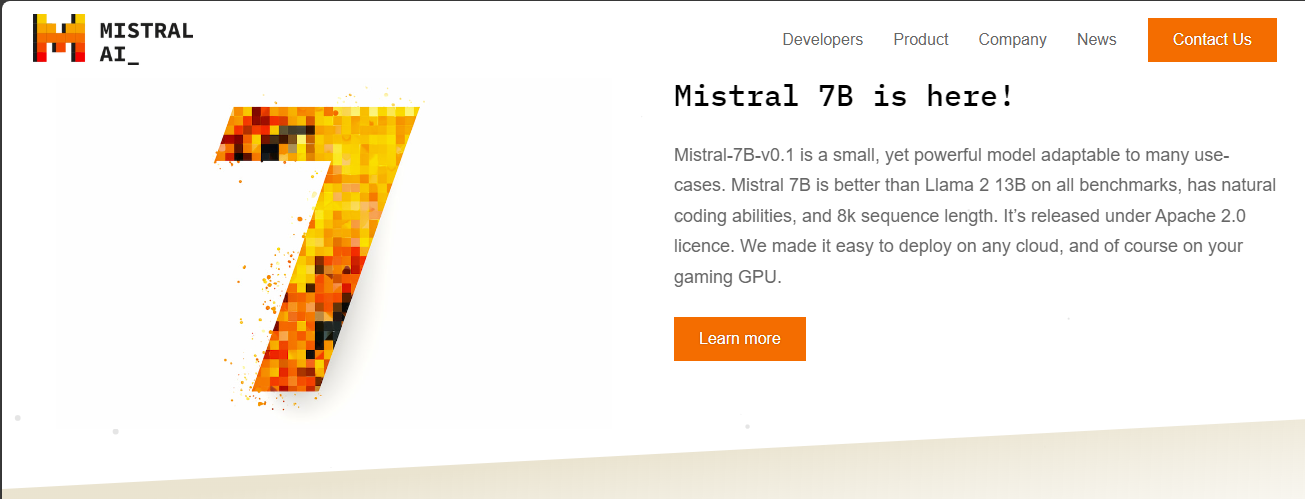 MISTRAL
AI_
Developers Product Company News Contact Us
7
Mistral 7B is here!
Mistral-7B-v0.1 is a small, yet powerful model adaptable to many use-
cases. Mistral 7B is better than Llama 2 13B on all benchmarks, has natural
coding abilities, and 8k sequence length. It’s released under Apache 2.0
licence. We made it easy to deploy on any cloud, and of course on your
gaming GPU.
Learn more